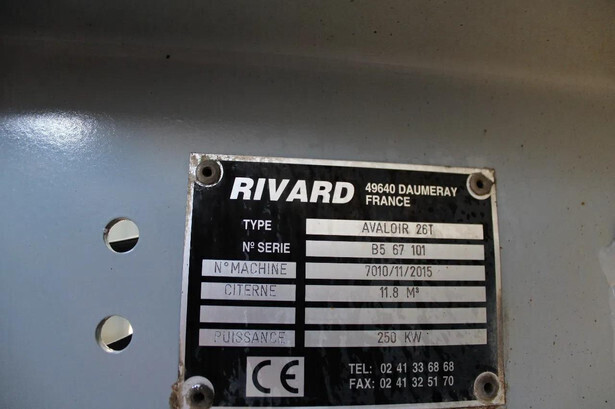 RIVARD 49640 DAUMERAY
FRANCE
TYPE AVALOIR 26T
Nº SERIE B5 67 101
N°MACHINE 7010/11/2015
CITERNE 11.8 M³
PUISSANCE 250 KW
CE TEL: 02 41 33 68 68
FAX: 02 41 32 51 70